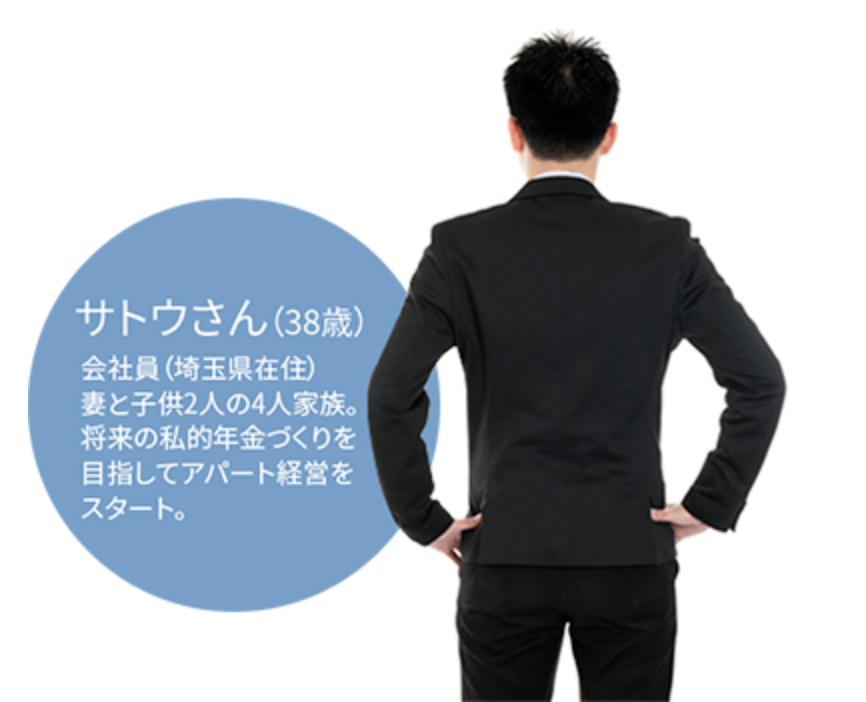 サトウさん（38歳）
会社員（埼玉県在住）
妻と子供2人の4人家族。
将来の私的年金づくりを
目指してアパート経営を
スタート。